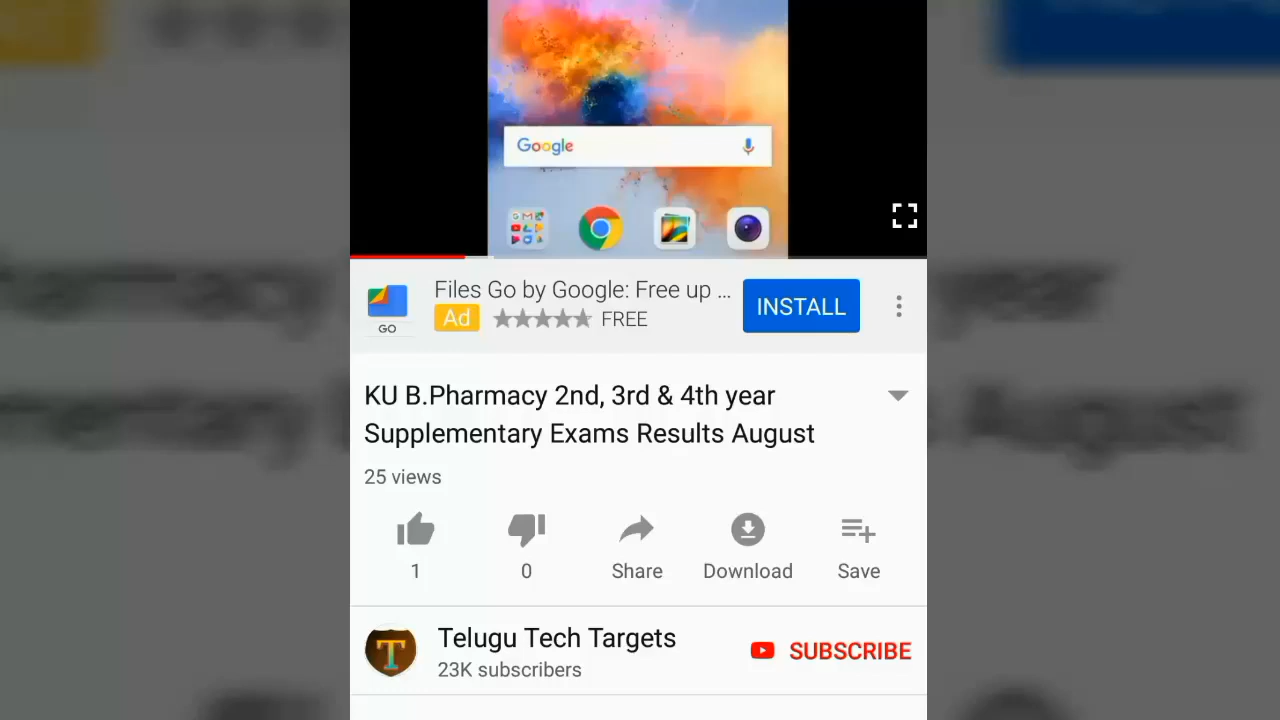 Google
Files Go by Google: Free up ...
GO
Ad
FREE
INSTALL
KU B.Pharmacy 2nd, 3rd & 4th year
Supplementary Exams Results August
25 views
1
0
Share
Download
Save
T
Telugu Tech Targets
23K subscribers
SUBSCRIBE